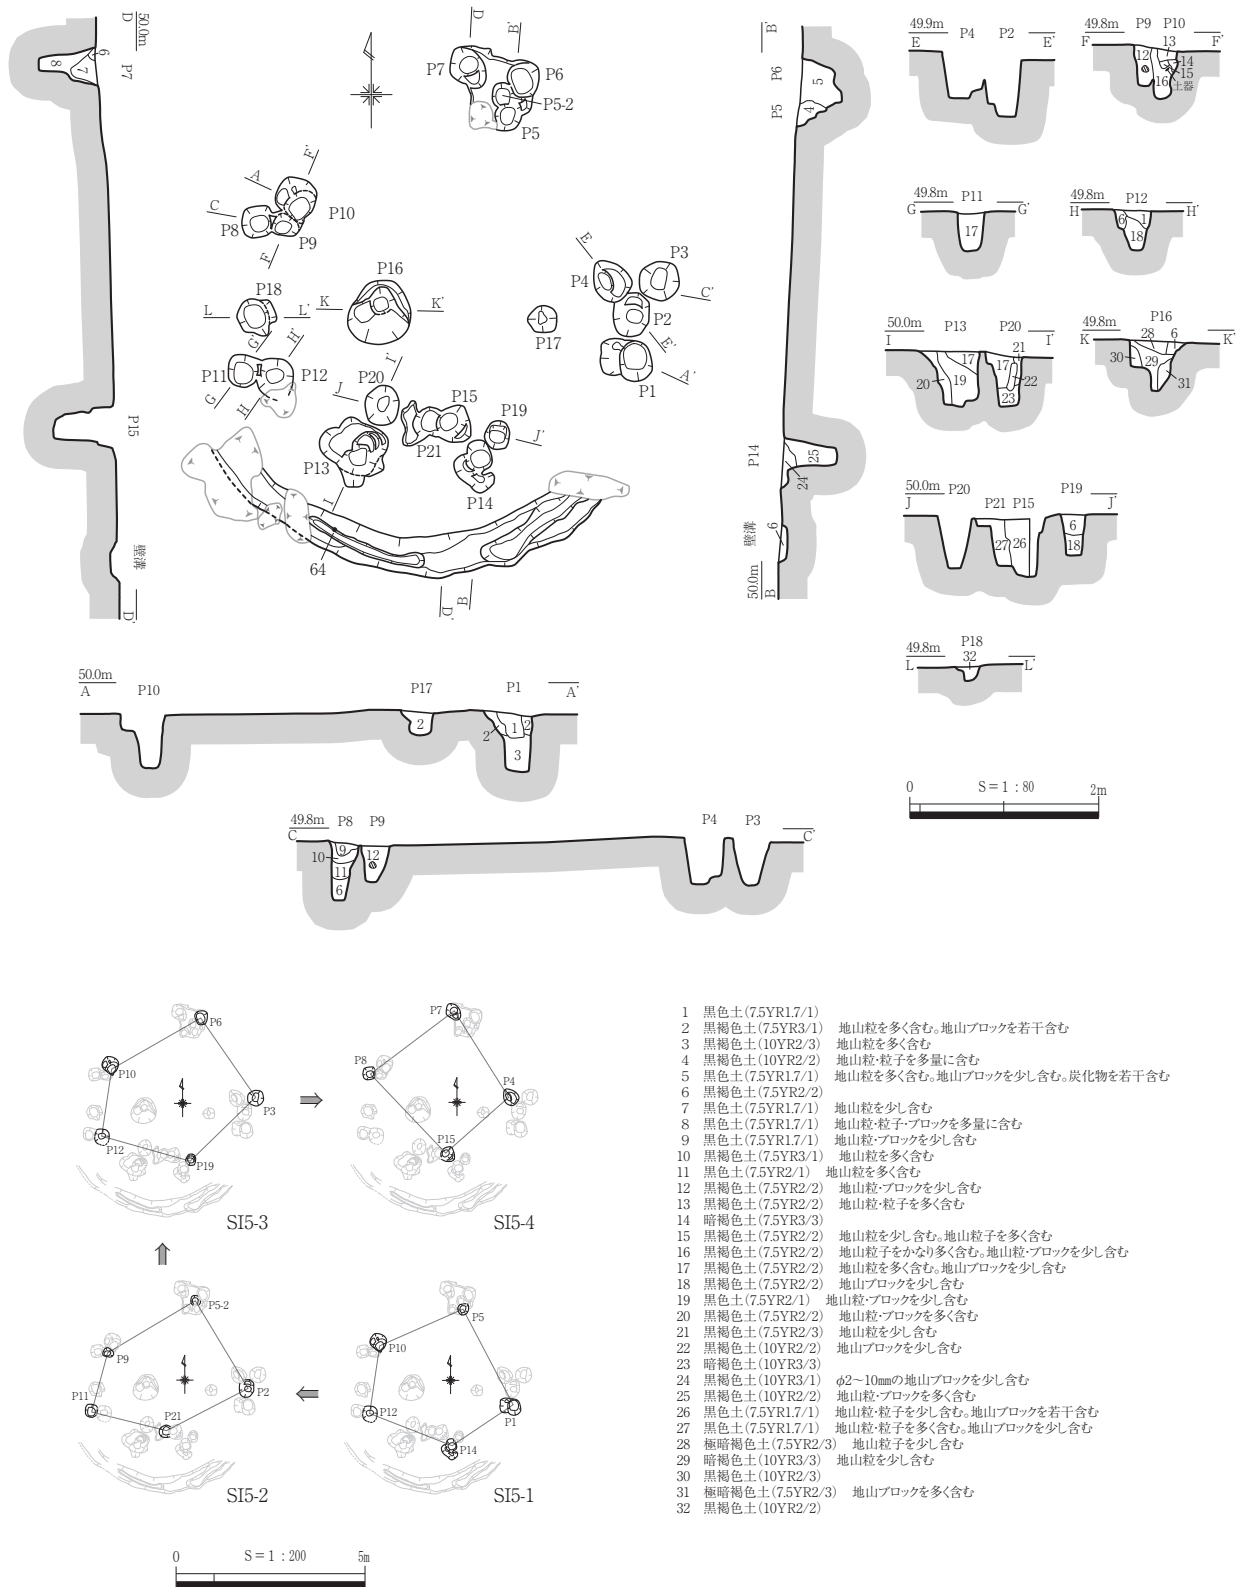 D 50.0m
P7
6
7
8
P15
壁溝
D'
D
B'
P7
P6
P5-2
P5
F'
A
C
P10
P8
P9
F
E
P3
P4
C'
P2
P16
K
K'
P18
L
L'
G
H'
P17
E'
P1
A'
P11
P12
G
H
I'
J
P20
P15
P19
J'
P13
P21
P14
I
64
D'
B
B'
P6
5
P5
4
P14
25
24
壁溝
6
50.0m
B
49.9m P4 P2
E E'
49.8m P9 P10
F F'
13
12
14
15
16
土器
49.8m P11
G G'
17
49.8m P12
H H'
6
1
18
50.0m P13 P20
I I'
21
17
17
20
19
22
23
49.8m P16
K K'
28 6
30
29
31
50.0m P20 P21 P15 P19
J J'
6
27
26
18
49.8m P18
L L'
32
50.0m
A P10 P17 P1 A'
2
2
1
2
3
0 S=1:80 2m
49.8m P8 P9 P4 P3
C C'
9
12
10
11
6
P6
P10
P3
P12
P19
SI5-3
P7
P8
P4
P15
SI5-4
P5-2
P9
P2
P11
P21
SI5-2
P5
P10
P12
P1
P14
SI5-1
0 S=1:200 5m
1 黒色土(7.5YR1.7/1)
2 黒褐色土(7.5YR3/1) 地山粒を多く含む。地山ブロックを若干含む
3 黒褐色土(10YR2/3) 地山粒を多く含む
4 黒褐色土(10YR2/2) 地山粒・粒子を多量に含む
5 黒色土(7.5YR1.7/1) 地山粒を多く含む。地山ブロックを少し含む。炭化物を若干含む
6 黒褐色土(7.5YR2/2)
7 黒色土(7.5YR1.7/1) 地山粒を少し含む
8 黒色土(7.5YR1.7/1) 地山粒・粒子・ブロックを多量に含む
9 黒色土(7.5YR1.7/1) 地山粒・ブロックを少し含む
10 黒褐色土(7.5YR3/1) 地山粒を多く含む
11 黒色土(7.5YR2/1) 地山粒を多く含む
12 黒褐色土(7.5YR2/2) 地山粒・ブロックを少し含む
13 黒褐色土(7.5YR2/2) 地山粒・粒子を多く含む
14 暗褐色土(7.5YR3/3)
15 黒褐色土(7.5YR2/2) 地山粒を少し含む。地山粒子を多く含む
16 黒褐色土(7.5YR2/2) 地山粒子をかなり多く含む。地山粒・ブロックを少し含む
17 黒褐色土(7.5YR2/2) 地山粒を多く含む。地山ブロックを少し含む
18 黒褐色土(7.5YR2/2) 地山ブロックを少し含む
19 黒色土(7.5YR2/1) 地山粒・ブロックを少し含む
20 黒褐色土(7.5YR2/2) 地山粒・ブロックを多く含む
21 黒褐色土(7.5YR2/3) 地山粒を少し含む
22 黒褐色土(10YR2/2) 地山ブロックを少し含む
23 暗褐色土(10YR3/3)
24 黒褐色土(10YR3/1) φ2～10mmの地山ブロックを少し含む
25 黒褐色土(10YR2/2) 地山粒・ブロックを多く含む
26 黒色土(7.5YR1.7/1) 地山粒・粒子を少し含む。地山ブロックを若干含む
27 黒色土(7.5YR1.7/1) 地山粒・粒子を多く含む。地山ブロックを少し含む
28 極暗褐色土(7.5YR2/3) 地山粒子を少し含む
29 暗褐色土(10YR3/3) 地山粒を少し含む
30 黒褐色土(10YR2/3)
31 極暗褐色土(7.5YR2/3) 地山ブロックを多く含む
32 黒褐色土(10YR2/2)